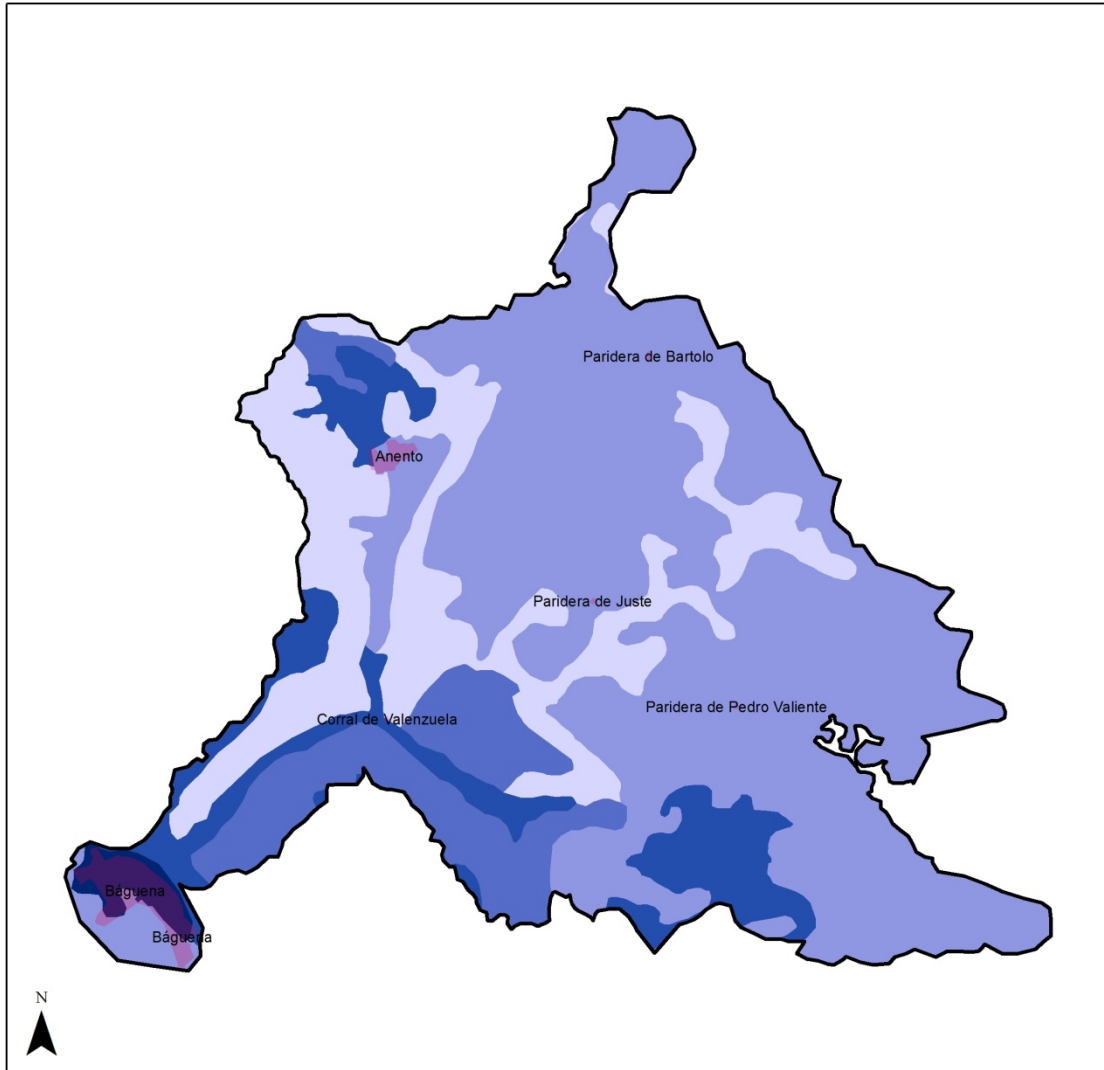 Paridera de Bartolo
Anento
Paridera de Juste
Paridera de Pedro Valiente
Corral de Valenzuela
Báguena
Báguena
N